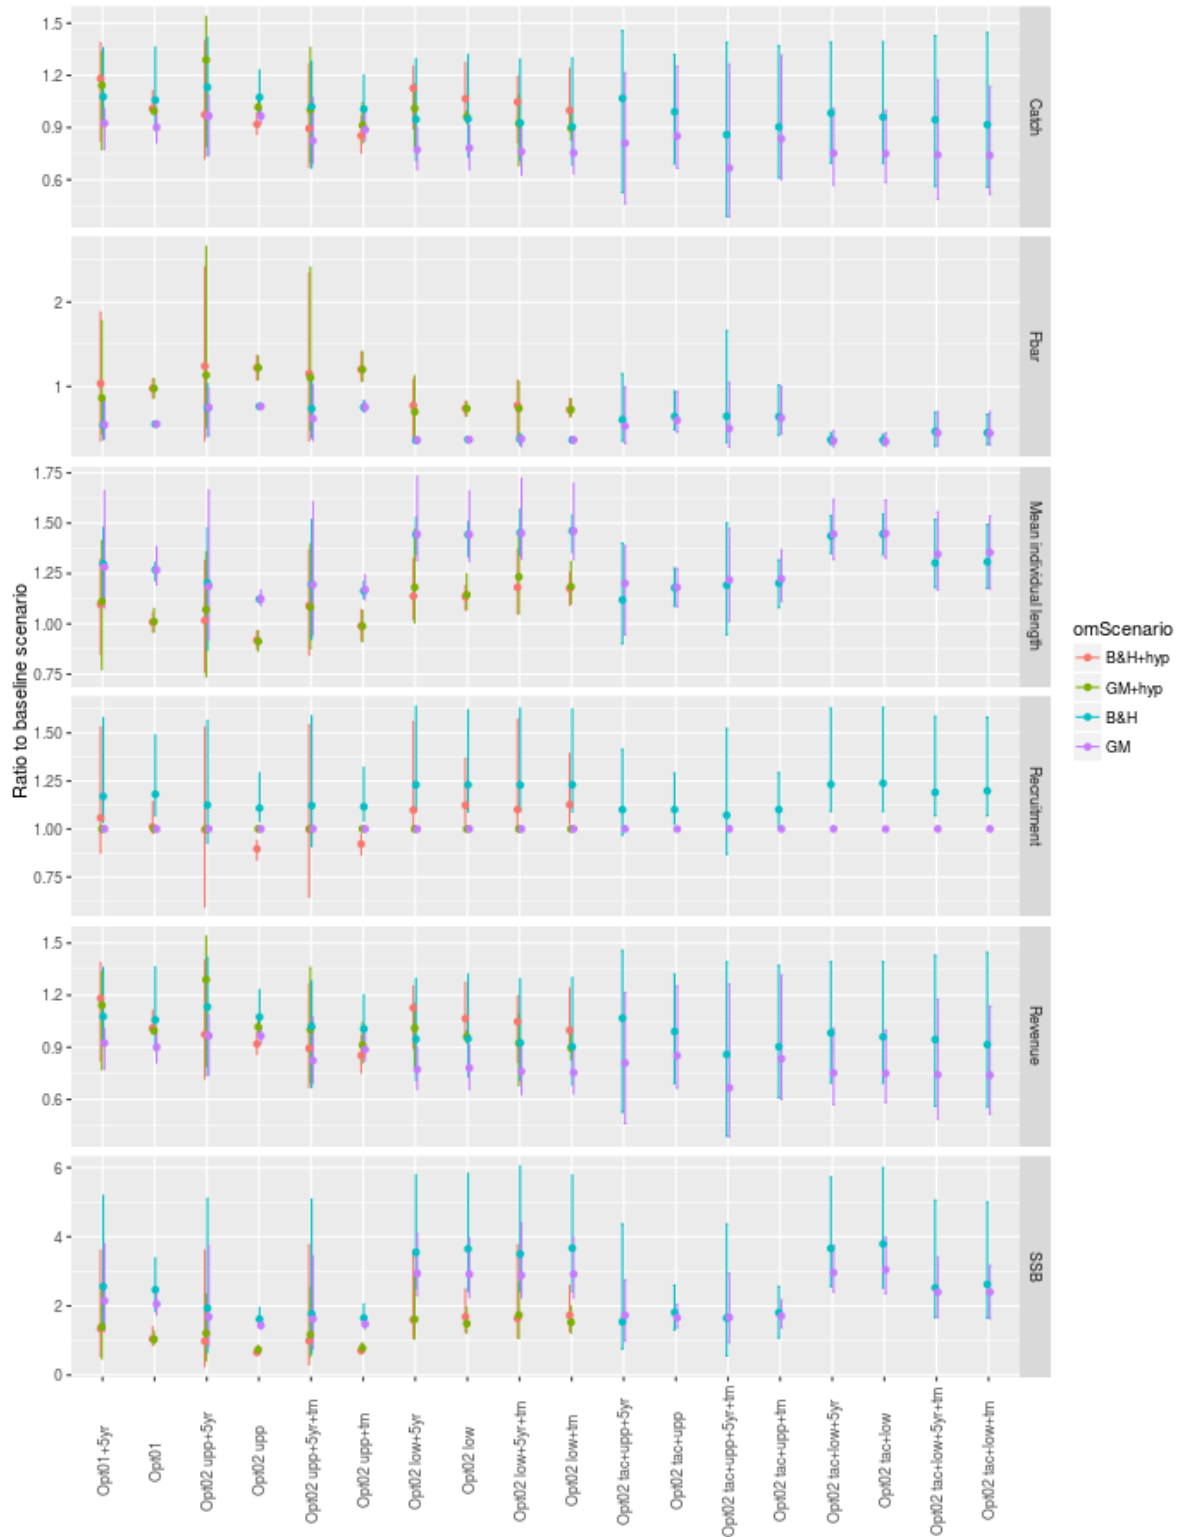 Ratio to baseline scenario
1.5
1.2
0.9
0.6
Catch
2
1
Fbar
1.75
1.50
1.25
1.00
0.75
Mean individual length
1.50
1.25
1.00
0.75
Recruitment
1.5
1.2
0.9
0.6
Revenue
6
4
2
0
SSB
Opt01+5yr
Opt01
Opt02 upp+5yr
Opt02 upp
Opt02 upp+5yr+tm
Opt02 upp+tm
Opt02 low+5yr
Opt02 low
Opt02 low+5yr+tm
Opt02 low+tm
Opt02 tac+upp+5yr
Opt02 tac+upp
Opt02 tac+upp+5yr+tm
Opt02 tac+upp+tm
Opt02 tac+low+5yr
Opt02 tac+low
Opt02 tac+low+5yr+tm
Opt02 tac+low+tm
omScenario
B&H+hyp
GM+hyp
B&H
GM